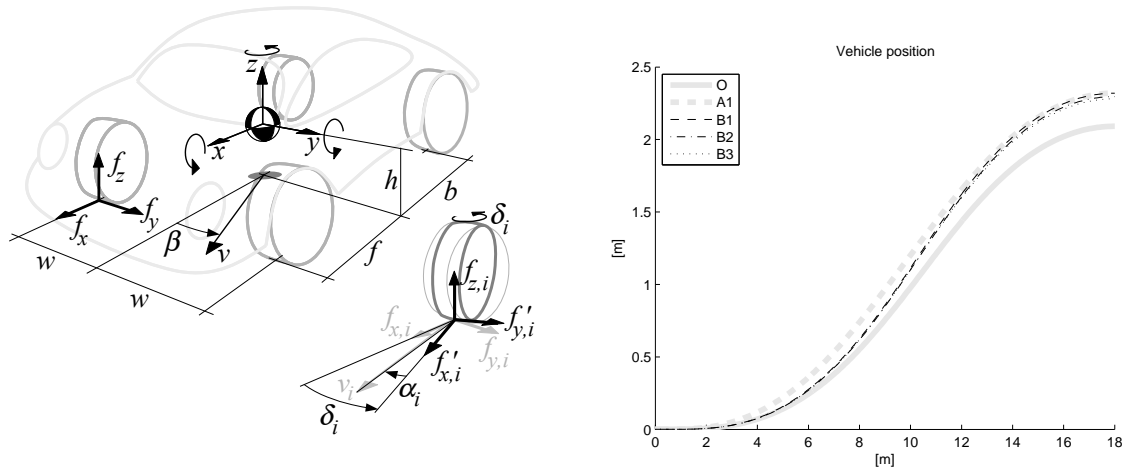 z
x
y
f_z
f_y
f_x
h
b
β
v
f
w
w
δ_i
f_{z,i}
f'_{y,i}
f_{x,i}
f_{y,i}
f'_{x,i}
v_i
α_i
δ_i
Vehicle position
2.5
2
1.5
1
0.5
0
[m]
O
A1
B1
B2
B3
0 2 4 6 8 10 12 14 16 18
[m]